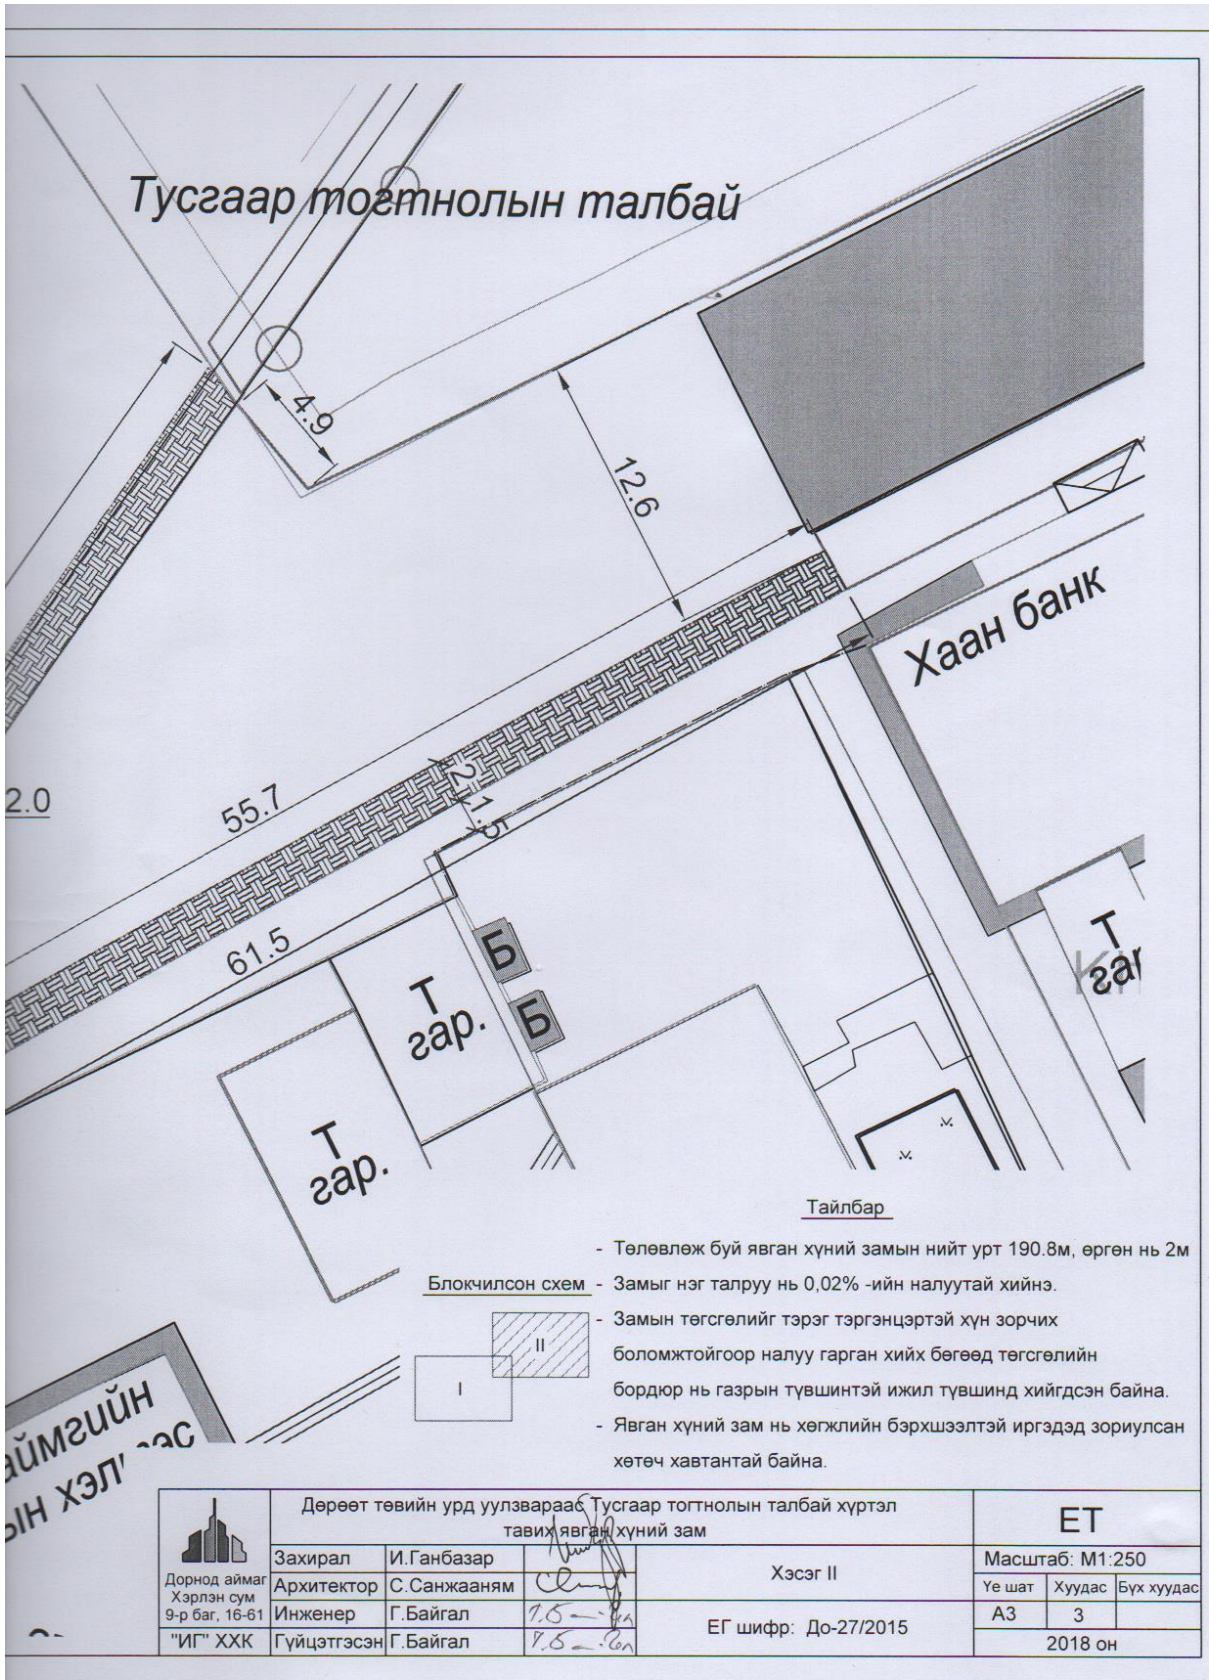 Тусгаар тогтнолын талбай
4.9
12.6
Хаан банк
2.0
55.7
2
1.5
61.5
Б
Б
Т
гар.
Т
гар.
Т
Тайлбар
- Төлөвлөж буй явган хүний замын нийт урт 190.8м, өргөн нь 2м
Блокчилсон схем
- Замыг нэг талруу нь 0,02% -ийн налуутай хийнэ.
- Замын төгсгөлийг тэрэг тэргэнцэртэй хүн зорчих
боломжтойгоор налуу гарган хийх бөгөөд төгсгөлийн
бордюр нь газрын түвшинтэй ижил түвшинд хийгдсэн байна.
- Явган хүний зам нь хөгжлийн бэрхшээлтэй иргэдэд зориулсан
хөтөч хавтантай байна.
II
I
аймгийн
ын хэл
эс
Дөрөөт төвийн урд уулзвараас Тусгаар тогтнолын талбай хүртэл
тавих явган хүний зам
ЕТ
Дорнод аймаг
Хэрлэн сум
9-р баг, 16-61
"ИГ" ХХК
Захирал И.Ганбазар
Архитектор С.Санжааням
Инженер Г.Байгал
Гүйцэтгэсэн Г.Байгал
Хэсэг II
ЕГ шифр: До-27/2015
Масштаб: М1:250
Үе шат Хуудас Бүх хуудас
А3 3
2018 он